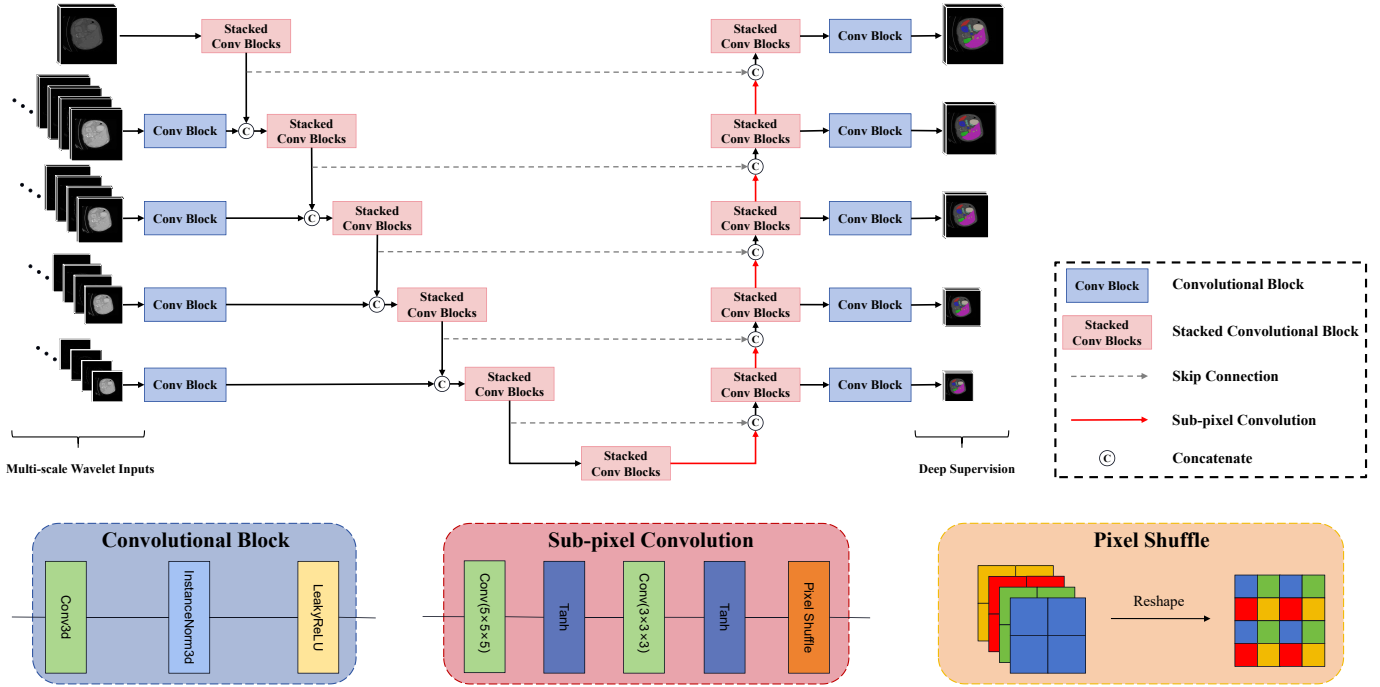 Stacked
Conv Blocks
Stacked
Conv Blocks
Conv Block
C
Conv Block
C
Stacked
Conv Blocks
Stacked
Conv Blocks
Conv Block
C
Conv Block
C
Stacked
Conv Blocks
Stacked
Conv Blocks
Conv Block
C
Conv Block
C
Stacked
Conv Blocks
Stacked
Conv Blocks
Conv Block
C
Conv Block
C
Stacked
Conv Blocks
Stacked
Conv Blocks
Conv Block
C
Stacked
Conv Blocks
Multi-scale Wavelet Inputs
Deep Supervision
Conv Block
Convolutional Block
Stacked
Conv Blocks
Stacked Convolutional Block
Skip Connection
Sub-pixel Convolution
C
Concatenate
Convolutional Block
Conv3d
InstanceNorm3d
LeakyReLU
Sub-pixel Convolution
Conv(5×5×5)
Tanh
Conv(3×3×3)
Tanh
Pixel Shuffle
Pixel Shuffle
Reshape